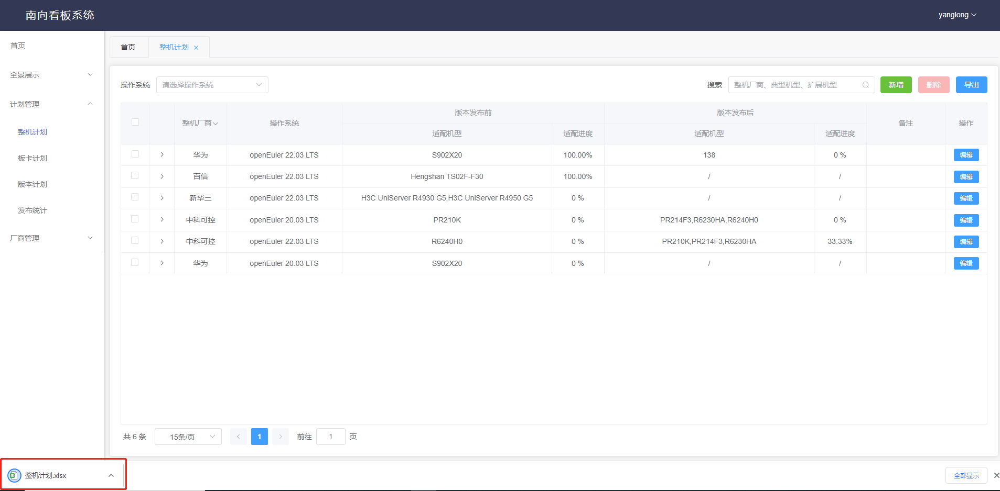 南向看板系统
yanglong
首页
全景展示
计划管理
整机计划
板卡计划
版本计划
发布统计
厂商管理
首页 整机计划
操作系统 请选择操作系统 搜索 整机厂商、典型机型、扩展机型 新增 删除 导出
整机厂商 操作系统 版本发布前 版本发布后 备注 操作
适配机型 适配进度 适配机型 适配进度
华为 openEuler 22.03 LTS S902X20 100.00% 138 0 % 编辑
百信 openEuler 22.03 LTS Hengshan TS02F-F30 100.00% / / 编辑
新华三 openEuler 22.03 LTS H3C UniServer R4930 G5,H3C UniServer R4950 G5 0 % / / 编辑
中科可控 openEuler 20.03 LTS PR210K 0 % PR214F3,R6230HA,R6240H0 0 % 编辑
中科可控 openEuler 22.03 LTS R6240H0 0 % PR210K,PR214F3,R6230HA 33.33% 编辑
华为 openEuler 20.03 LTS S902X20 0 % / / 编辑
共 6 条 15条/页 1 前往 1 页
整机计划.xlsx 全部显示